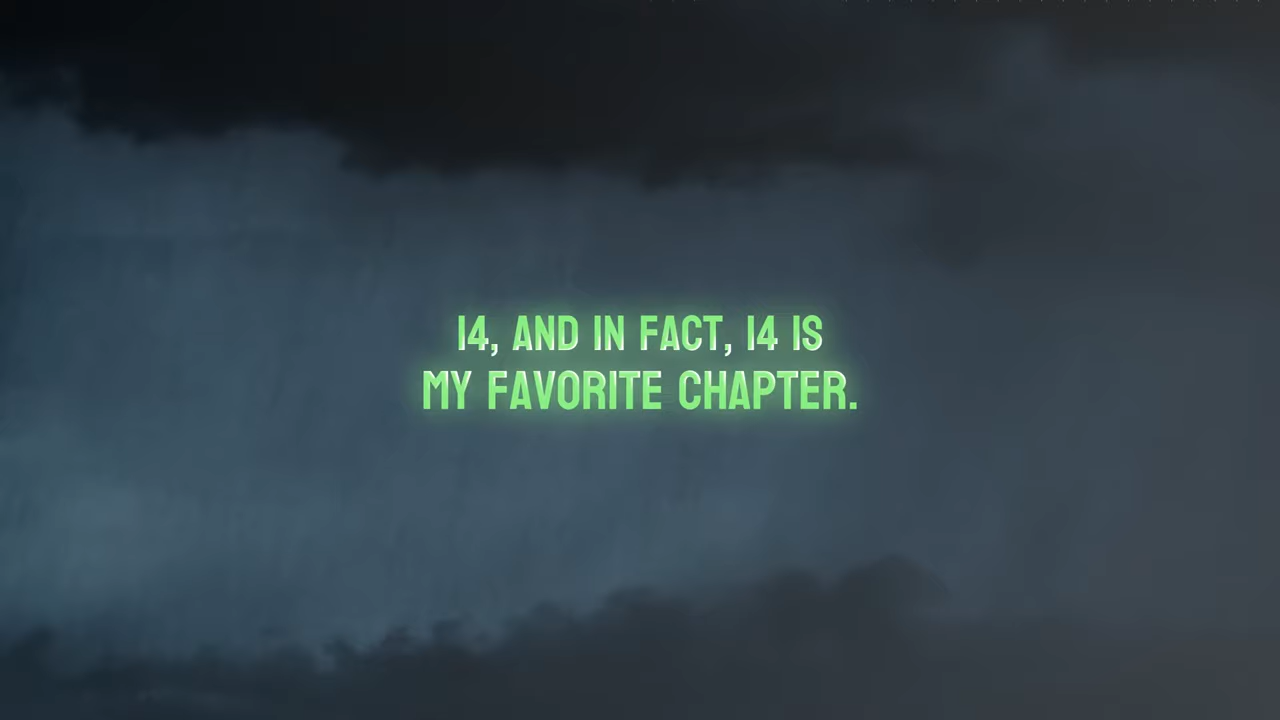 14, AND IN FACT, 14 IS
MY FAVORITE CHAPTER.